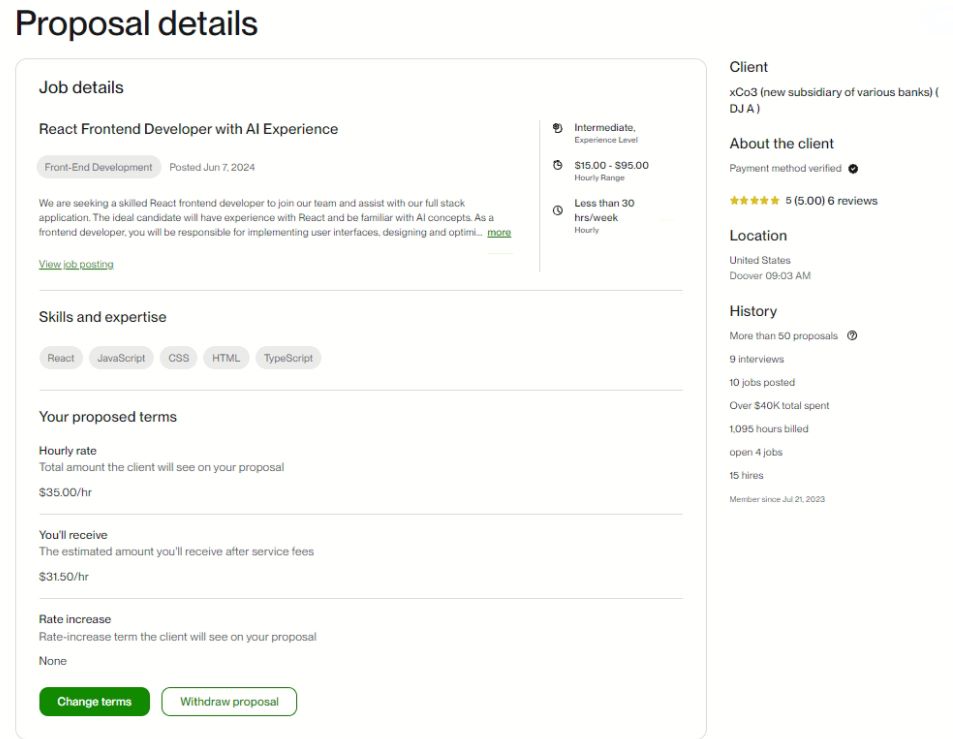 Proposal details
Job details
React Frontend Developer with AI Experience
Front-End Development
Posted Jun 7, 2024
We are seeking a skilled React frontend developer to join our team and assist with our full stack
application. The ideal candidate will have experience with React and be familiar with AI concepts. As a
frontend developer, you will be responsible for implementing user interfaces, designing and optimi... more
View job posting
Intermediate,
Experience Level
$15.00 - $95.00
Hourly Range
Less than 30
hrs/week
Hourly
Skills and expertise
React
JavaScript
CSS
HTML
TypeScript
Your proposed terms
Hourly rate
Total amount the client will see on your proposal
$35.00/hr
You'll receive
The estimated amount you'll receive after service fees
$31.50/hr
Rate increase
Rate-increase term the client will see on your proposal
None
Change terms
Withdraw proposal
Client
xCo3 (new subsidiary of various banks) (
DJ A )
About the client
Payment method verified
5 (5.00) 6 reviews
Location
United States
Doover 09:03 AM
History
More than 50 proposals
9 interviews
10 jobs posted
Over $40K total spent
1,095 hours billed
open 4 jobs
15 hires
Member since Jul 21, 2023